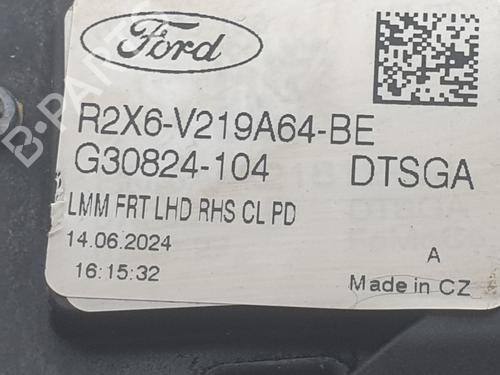 Ford
R2X6-V219A64-BE
G30824-104 DTSGA
LMM FRT LHD RHS CL PD
14.06.2024
A
16:15:32
Made in CZ
B-PARTS